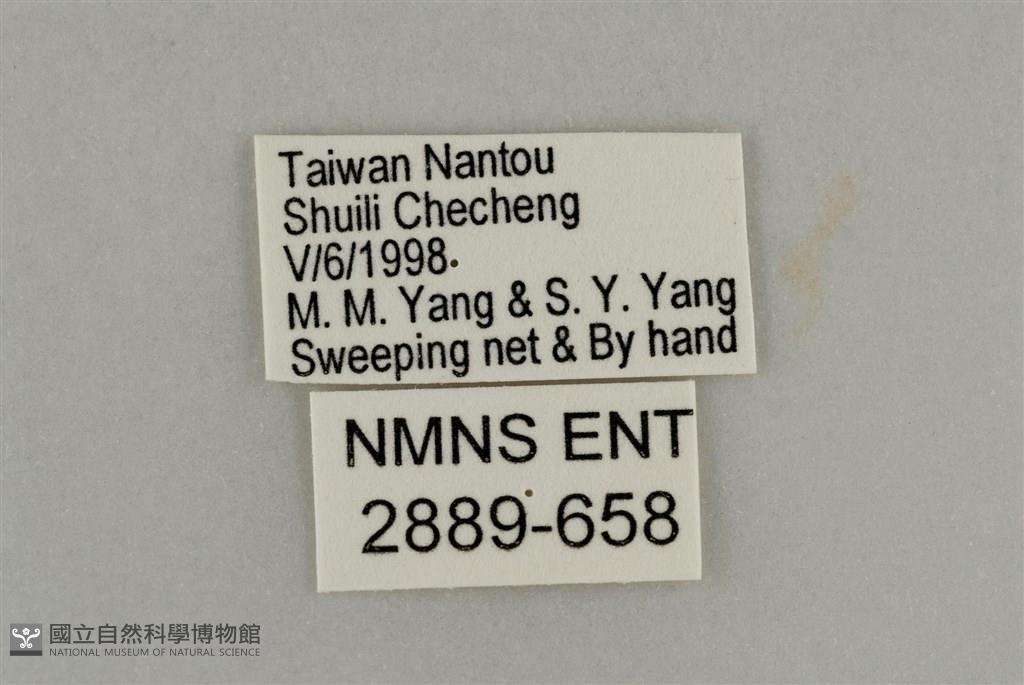 Taiwan Nantou
Shuili Checheng
V/6/1998
M. M. Yang & S. Y. Yang
Sweeping net & By hand
NMNS ENT
2889-658
國立自然科學博物館
NATIONAL MUSEUM OF NATURAL SCIENCE